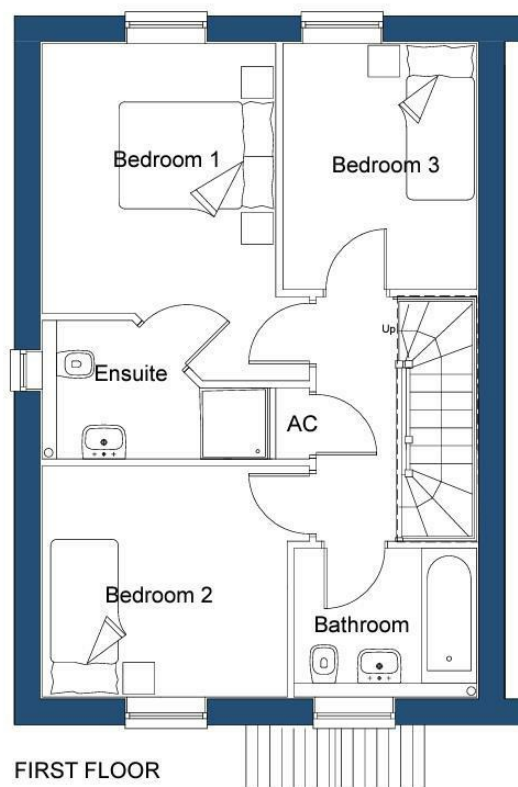 Bedroom 1
Bedroom 3
Up
Ensuite
AC
Bedroom 2
Bathroom
FIRST FLOOR